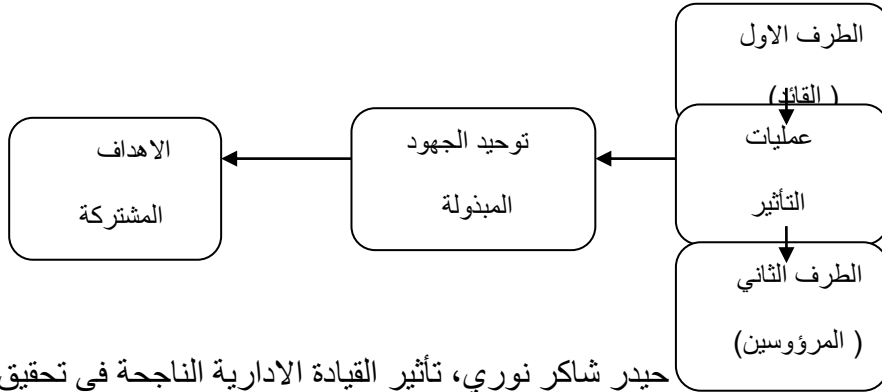 الطرف الاول
( القائد)
عمليات
التأثير
الطرف الثاني
( المرؤوسين)
توحيد الجهود
المبذولة
الاهداف
المشتركة
حيدر شاكر نوري، تأثير القيادة الادارية الناجحة في تحقيق